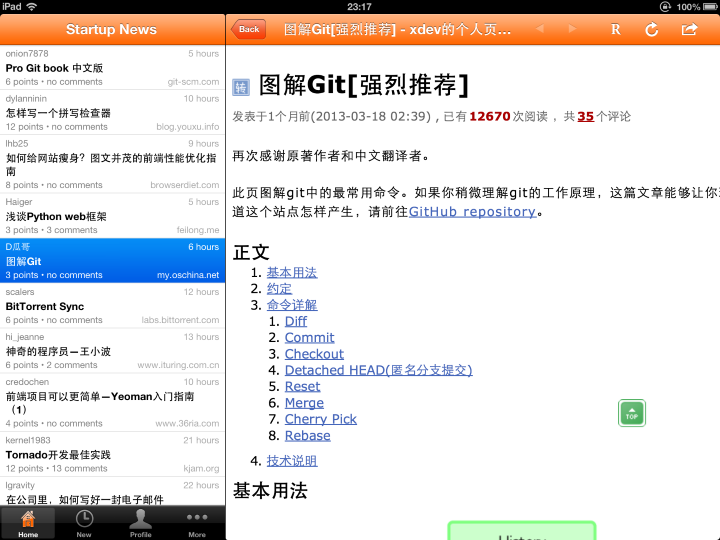 iPad
23:17
100%
Startup News
onion7878
5 hours
Pro Git book 中文版
6 points • no comments
git-scm.com
dylanninin
10 hours
怎样写一个拼写检查器
12 points • no comments
blog.youxu.info
lhb25
9 hours
如何给网站瘦身？图文并茂的前端性能优化指
南
8 points • no comments
browserdiet.com
Haiger
5 hours
浅谈Python web框架
3 points • 3 comments
feilong.me
D瓜哥
6 hours
图解Git
3 points • no comments
my.oschina.net
scalers
12 hours
BitTorrent Sync
6 points • no comments
labs.bittorrent.com
hi_jeanne
13 hours
神奇的程序员—王小波
6 points • 2 comments
www.ituring.com.cn
credochen
10 hours
前端项目可以更简单—Yeoman入门指南
（1）
4 points • no comments
www.36ria.com
kernel1983
21 hours
Tornado开发最佳实践
12 points • 13 comments
kjam.org
lgravity
22 hours
在公司里，如何写好一封电子邮件
Home
New
Profile
More
Back
图解Git[强烈推荐] - xdev的个人页...
R
转 图解Git[强烈推荐]
发表于1个月前(2013-03-18 02:39) , 已有12670次阅读 ，共35个评论
再次感谢原著作者和中文翻译者。
此页图解git中的最常用命令。如果你稍微理解git的工作原理，这篇文章能够让你
道这个站点怎样产生，请前往GitHub repository。
正文
1. 基本用法
2. 约定
3. 命令详解
1. Diff
2. Commit
3. Checkout
4. Detached HEAD(匿名分支提交)
5. Reset
6. Merge
7. Cherry Pick
8. Rebase
4. 技术说明
TOP
基本用法
History